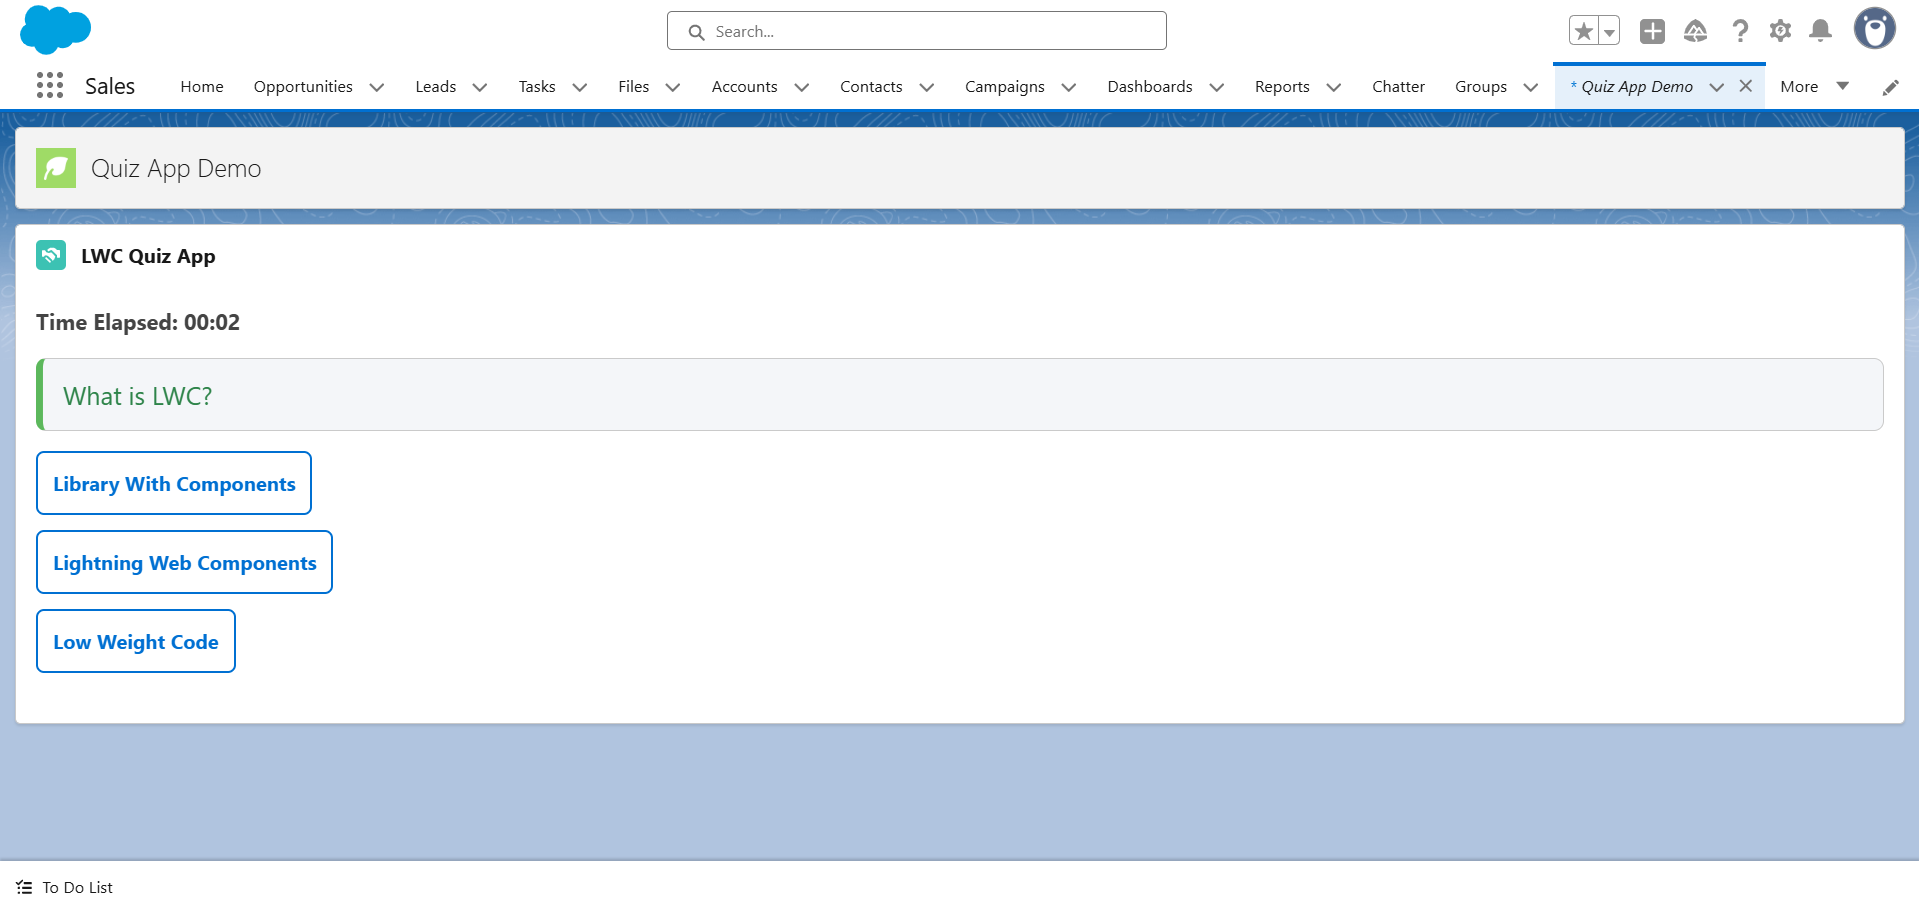 Search...
Sales
Home
Opportunities
Leads
Tasks
Files
Accounts
Contacts
Campaigns
Dashboards
Reports
Chatter
Groups
* Quiz App Demo
More
Quiz App Demo
LWC Quiz App
Time Elapsed: 00:02
What is LWC?
Library With Components
Lightning Web Components
Low Weight Code
To Do List